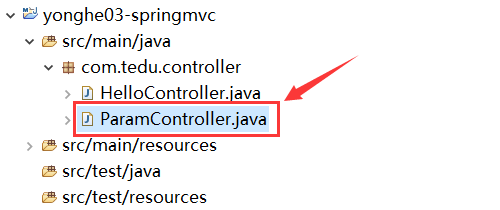 yonghe03-springmvc
src/main/java
com.tedu.controller
HelloController.java
ParamController.java
src/main/resources
src/test/java
src/test/resources